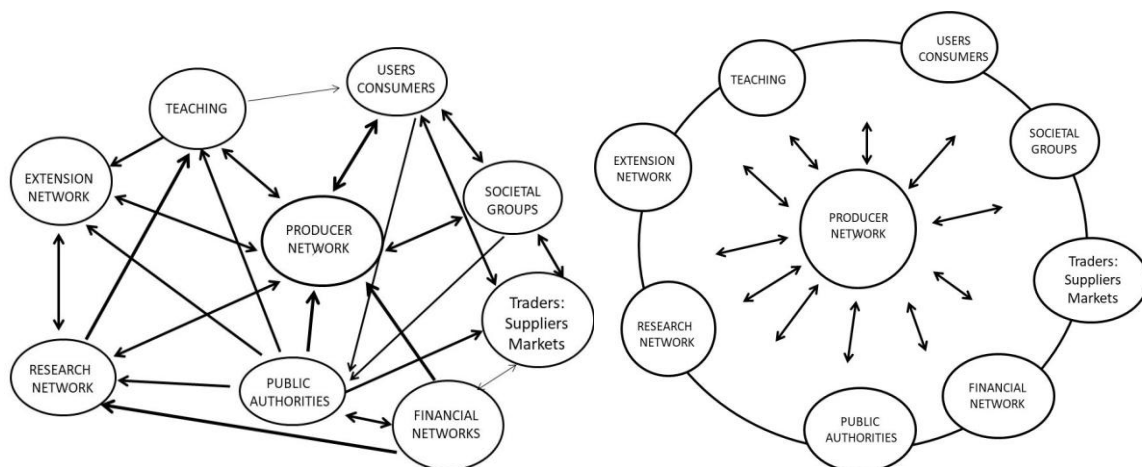 USERS
CONSUMERS
TEACHING
EXTENSION
NETWORK
SOCIETAL
GROUPS
PRODUCER
NETWORK
Traders:
Suppliers
Markets
RESEARCH
NETWORK
PUBLIC
AUTHORITIES
FINANCIAL
NETWORKS
USERS
CONSUMERS
TEACHING
SOCIETAL
GROUPS
EXTENSION
NETWORK
PRODUCER
NETWORK
Traders:
Suppliers
Markets
RESEARCH
NETWORK
FINANCIAL
NETWORK
PUBLIC
AUTHORITIES